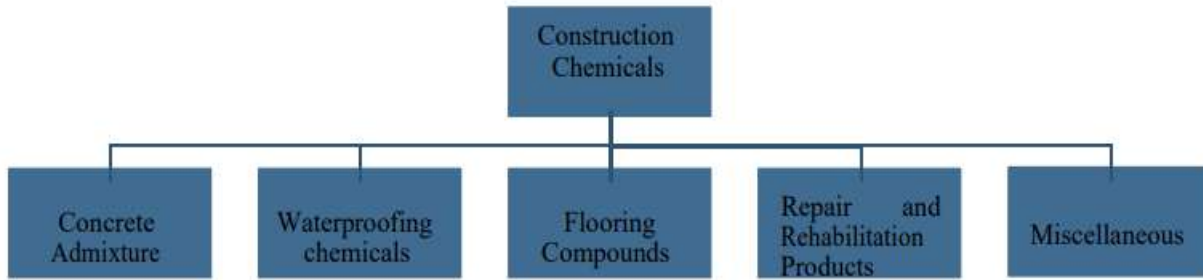 Construction
Chemicals
Concrete
Admixture
Waterproofing
chemicals
Flooring
Compounds
Repair and
Rehabilitation
Products
Miscellaneous